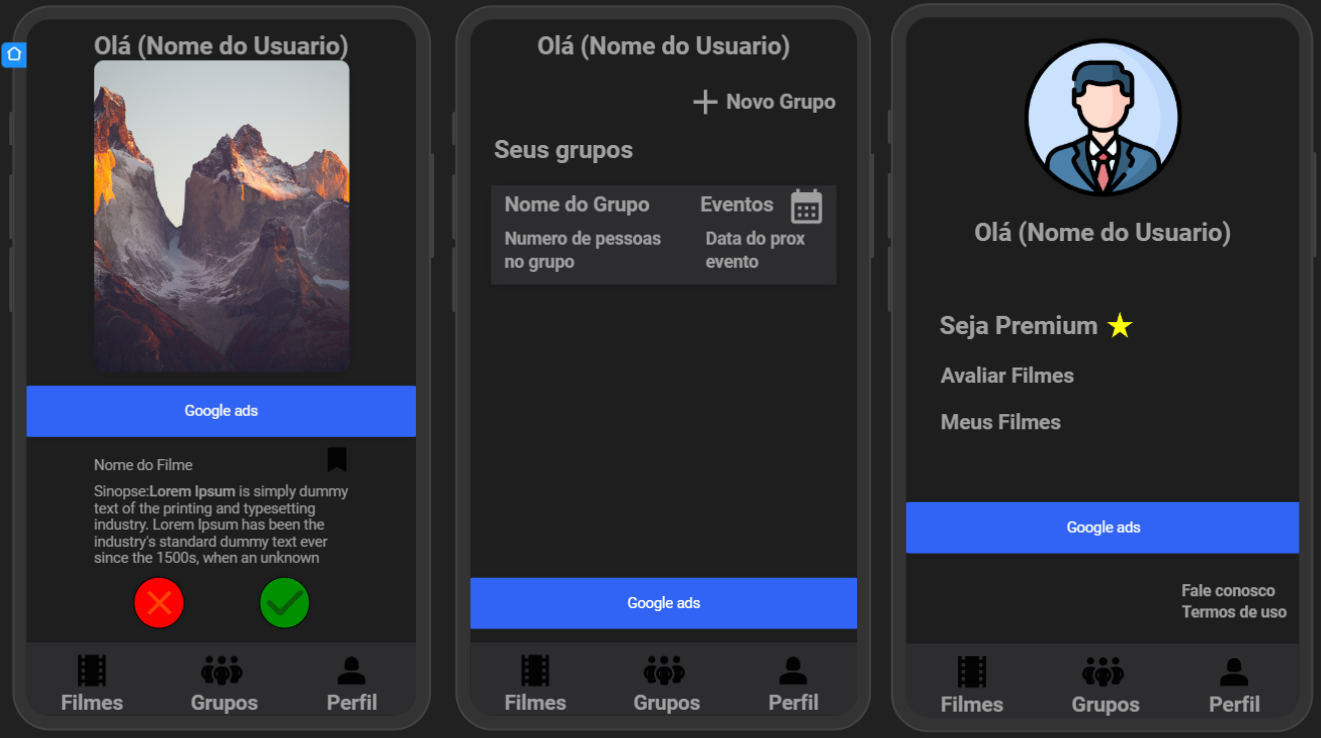 Olá (Nome do Usuario)
Google ads
Nome do Filme
Sinopse:Lorem Ipsum is simply dummy
text of the printing and typesetting
industry. Lorem Ipsum has been the
industry's standard dummy text ever
since the 1500s, when an unknown
Filmes
Grupos
Perfil
Olá (Nome do Usuario)
Novo Grupo
Seus grupos
Nome do Grupo
Eventos
Numero de pessoas
no grupo
Data do prox
evento
Google ads
Filmes
Grupos
Perfil
Olá (Nome do Usuario)
Seja Premium
Avaliar Filmes
Meus Filmes
Google ads
Fale conosco
Termos de uso
Filmes
Grupos
Perfil